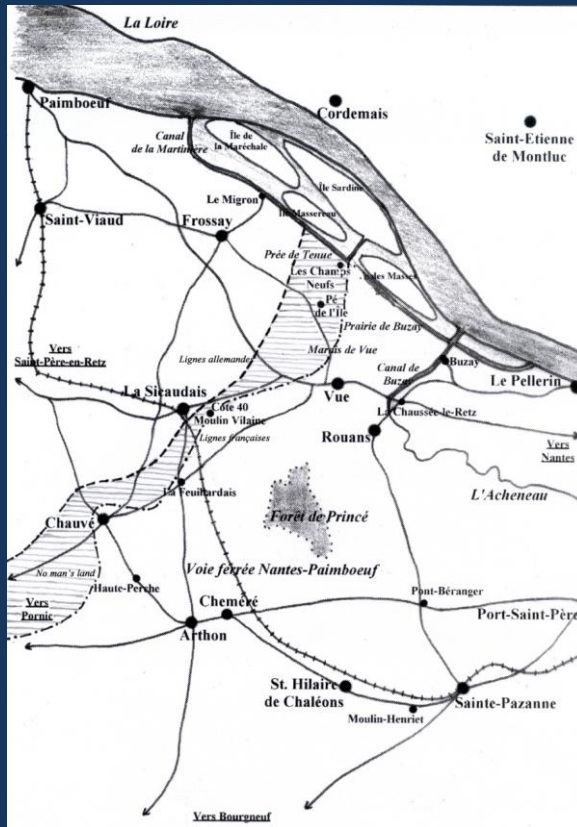 La Loire
Paimboeuf
Cordemais
Saint-Etienne
de Montluc
Canal
de la Martinière
Île de
la Maréchale
Île Sardine
Le Migron
Île Massereau
Saint-Viaud
Frossay
Prée de Tenue
Les Champs
Neufs
Pé
de l'Île
Prairie de Buzay
Marais de Vue
Vers
Saint-Père-en-Retz
Lignes allemandes
Canal de
Buzay
Buzay
Le Pellerin
La Sicaudais
Vue
Côte 40
Moulin Vilaine
La Chaussée-le-Retz
Lignes françaises
Rouans
Vers
Nantes
L'Acheneau
La Feuillardais
Forêt de Princé
Chauvé
No man's land
Voie ferrée Nantes-Paimboeuf
Haute-Perche
Pont-Béranger
Vers
Pornic
Cheméré
Port-Saint-Père
Arthon
St. Hilaire
de Chaléons
Sainte-Pazanne
Moulin-Henriet
Vers Bourgneuf